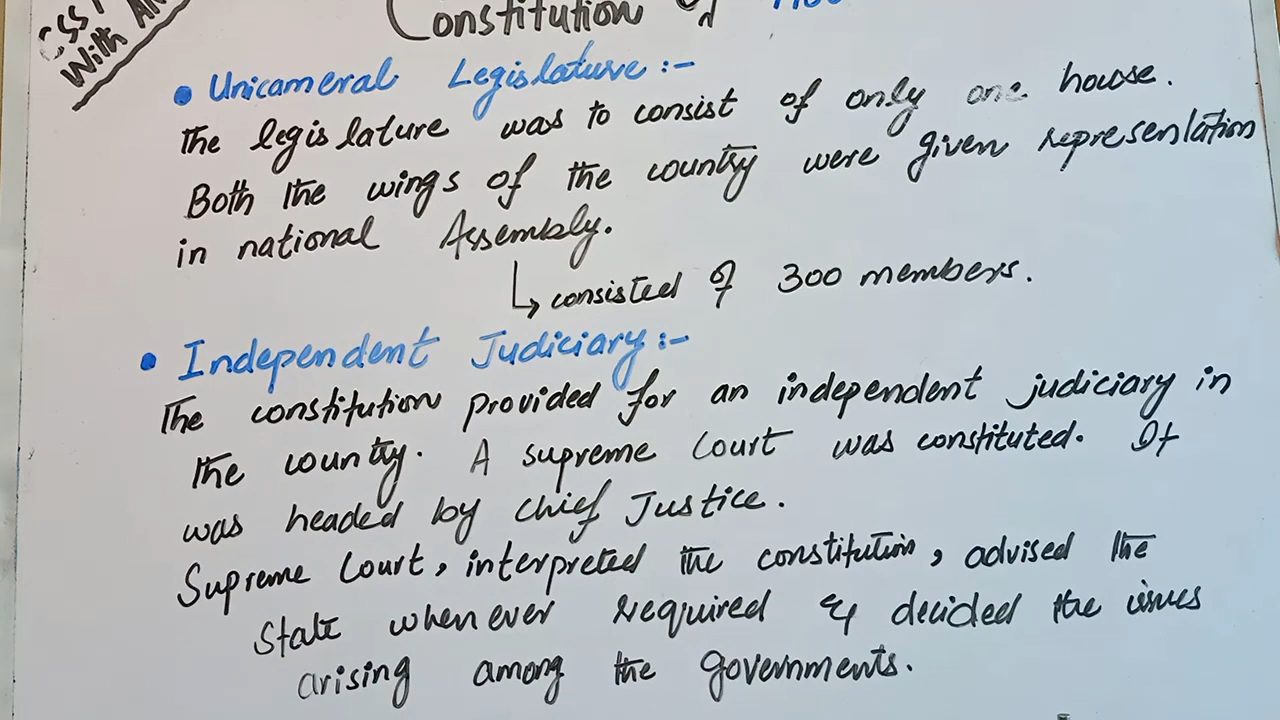 CSS
With
Constitution of
• Unicameral Legislature :-
The legislature was to consist of only one house.
Both the wings of the country were given representation
in national Assembly.
↳ consisted of 300 members.
• Independent Judiciary :-
The constitution provided for an independent judiciary in
the country. A supreme Court was constituted. It
was headed by chief Justice.
Supreme Court, interpreted the constitution, advised the
State whenever required & decided the issues
arising among the governments.